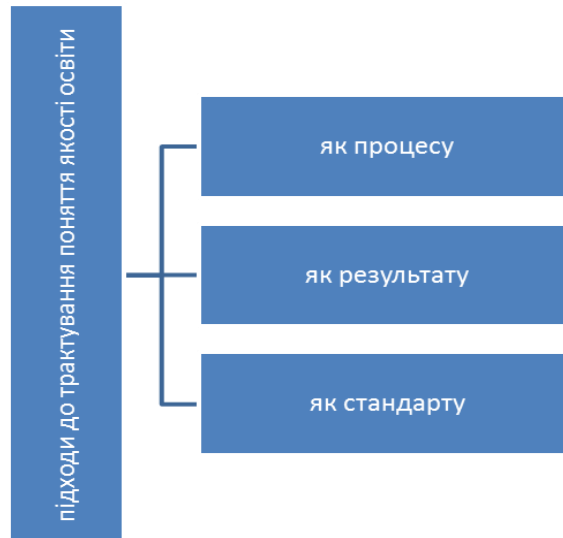 підходи до трактування поняття якості освіти
як процесу
як результату
як стандарту